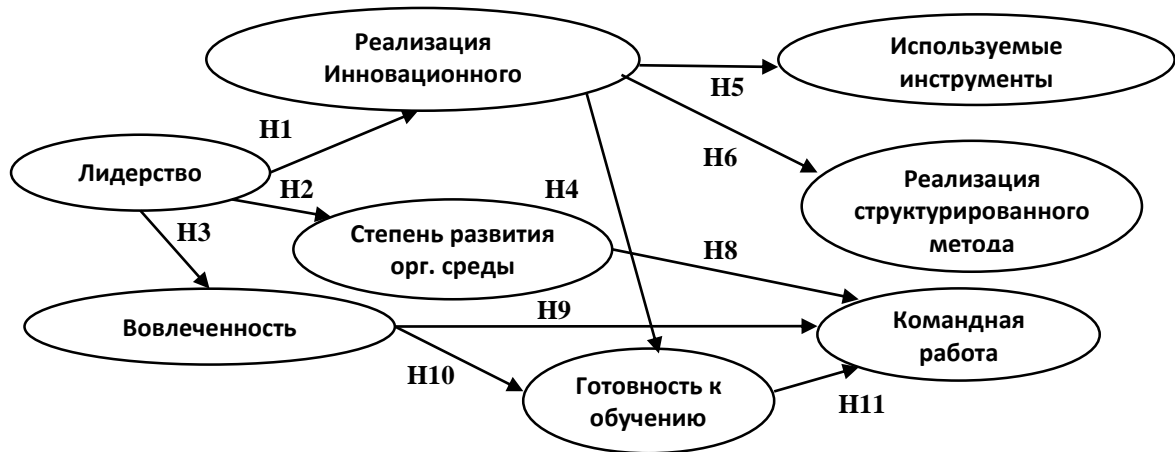 Реализация
Инновационного
Используемые
инструменты
H5
H1
H6
Лидерство
H2
H4
Реализация
структурированного
метода
H3
Степень развития
орг. среды
H8
Вовлеченность
H9
Командная
работа
H10
Готовность к
обучению
H11